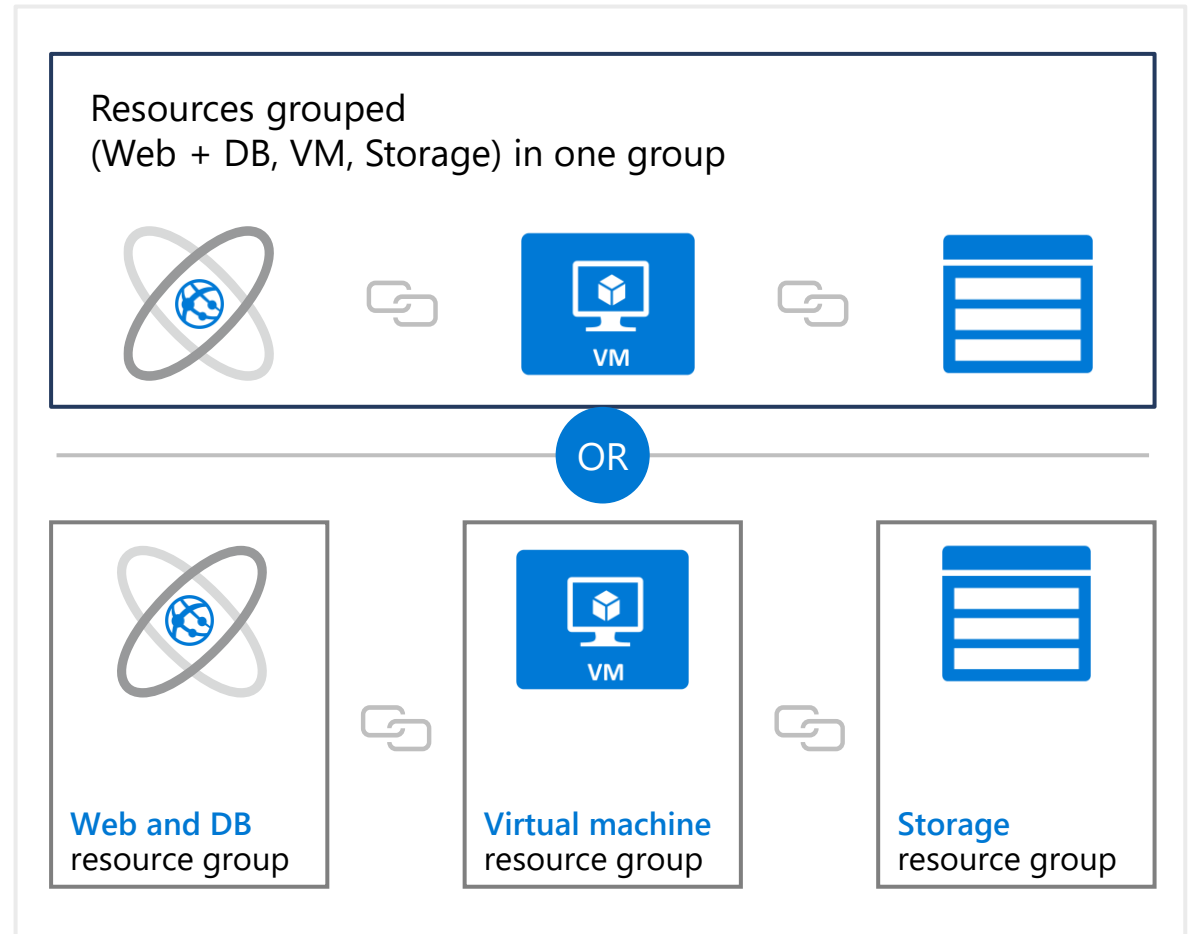 Resources grouped
(Web + DB, VM, Storage) in one group
VM
OR
VM
Web and DB
resource group
Virtual machine
resource group
Storage
resource group